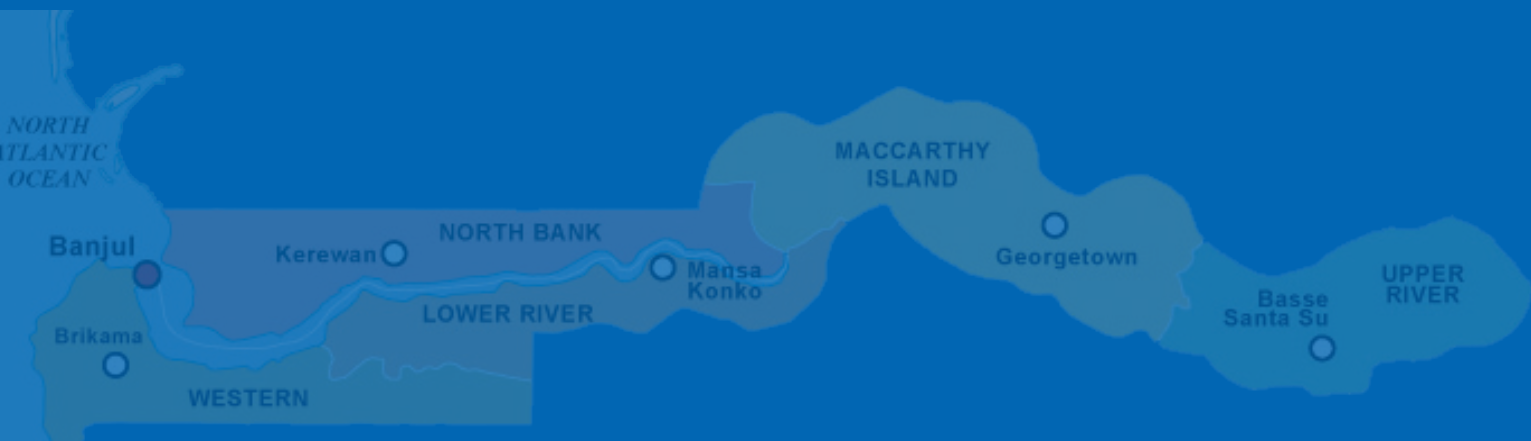 NORTH
ATLANTIC
OCEAN
Banjul
Kerewan
NORTH BANK
MACCARTHY
ISLAND
Mansa
Konko
Georgetown
LOWER RIVER
Brikama
WESTERN
UPPER
RIVER
Basse
Santa Su